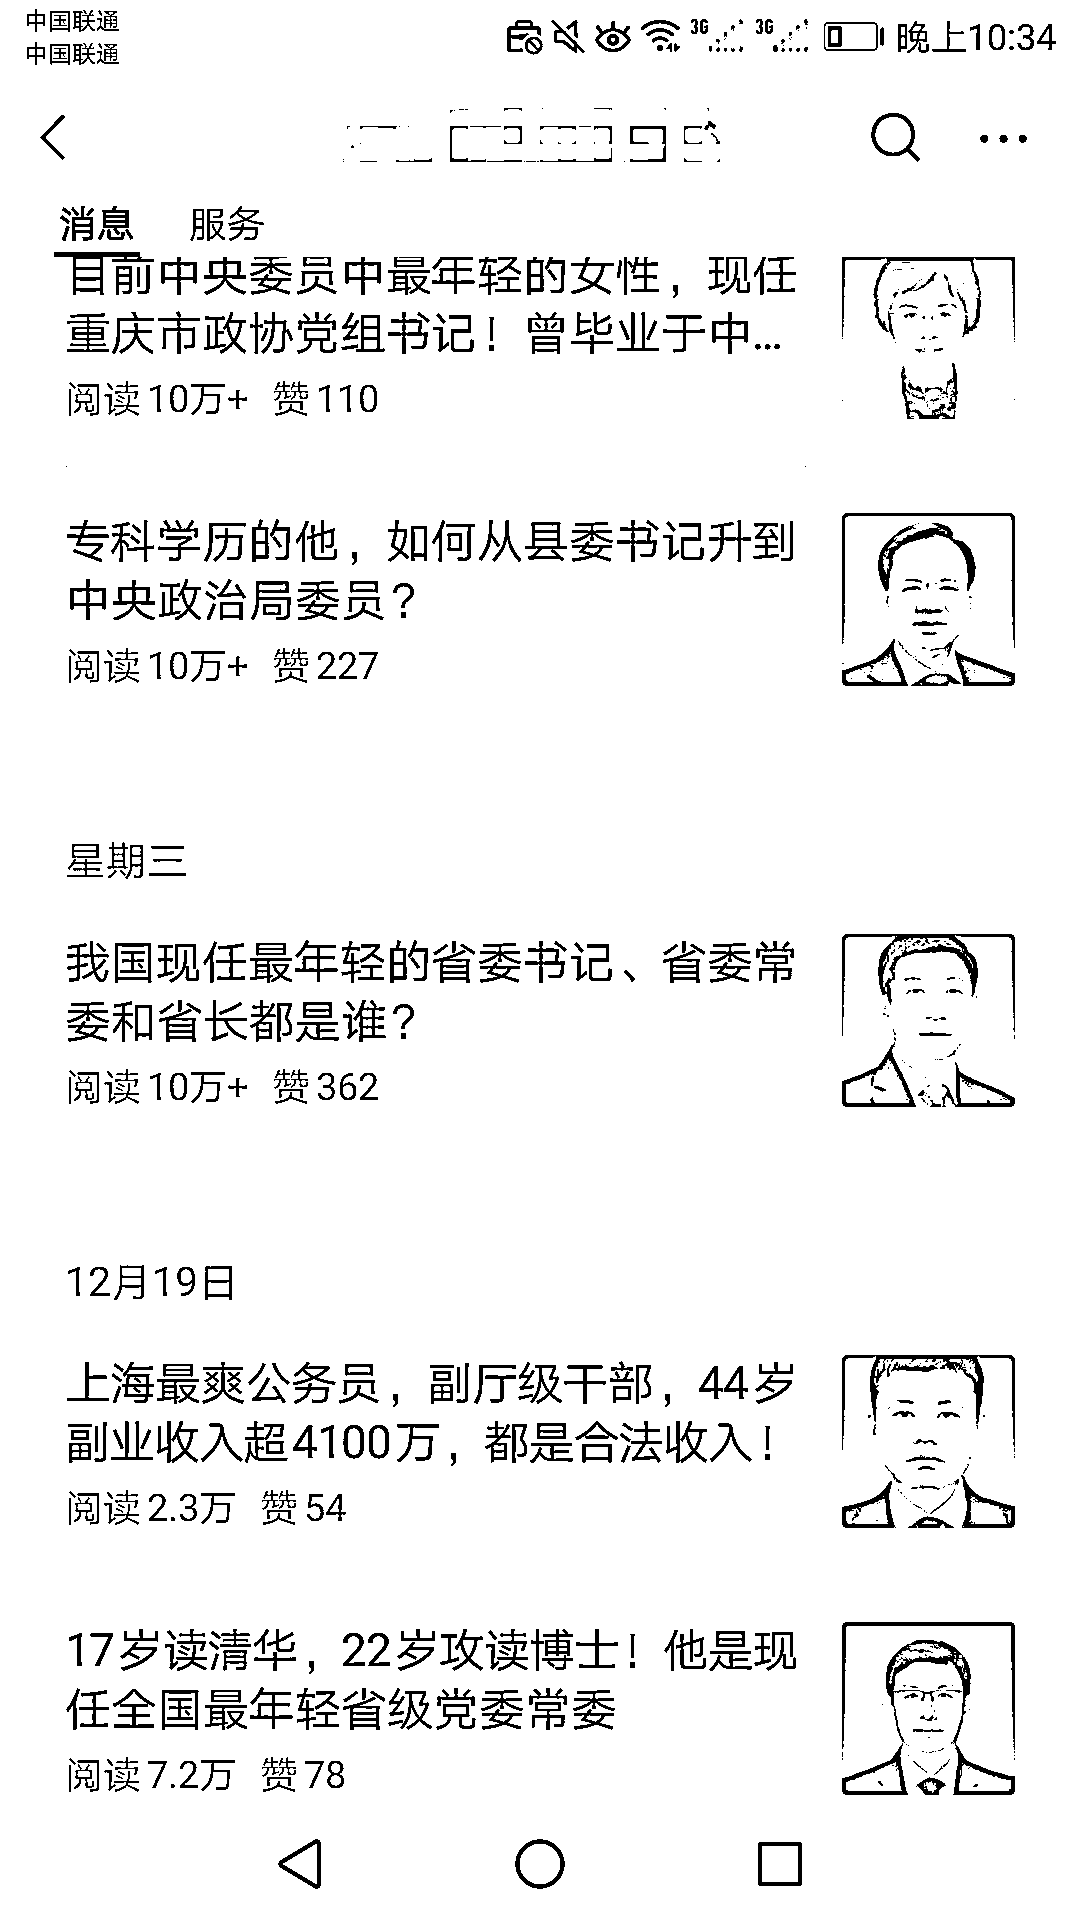 中国联通
中国联通
3G 3G 晚上10:34
消息 服务
目前中央委员中最年轻的女性，现任
重庆市政协党组书记！曾毕业于中...
阅读 10万+ 赞 110
专科学历的他，如何从县委书记升到
中央政治局委员？
阅读 10万+ 赞 227
星期三
我国现任最年轻的省委书记、省委常
委和省长都是谁？
阅读 10万+ 赞 362
12月19日
上海最爽公务员，副厅级干部，44岁
副业收入超4100万，都是合法收入！
阅读 2.3万 赞 54
17岁读清华，22岁攻读博士！他是现
任全国最年轻省级党委常委
阅读 7.2万 赞 78